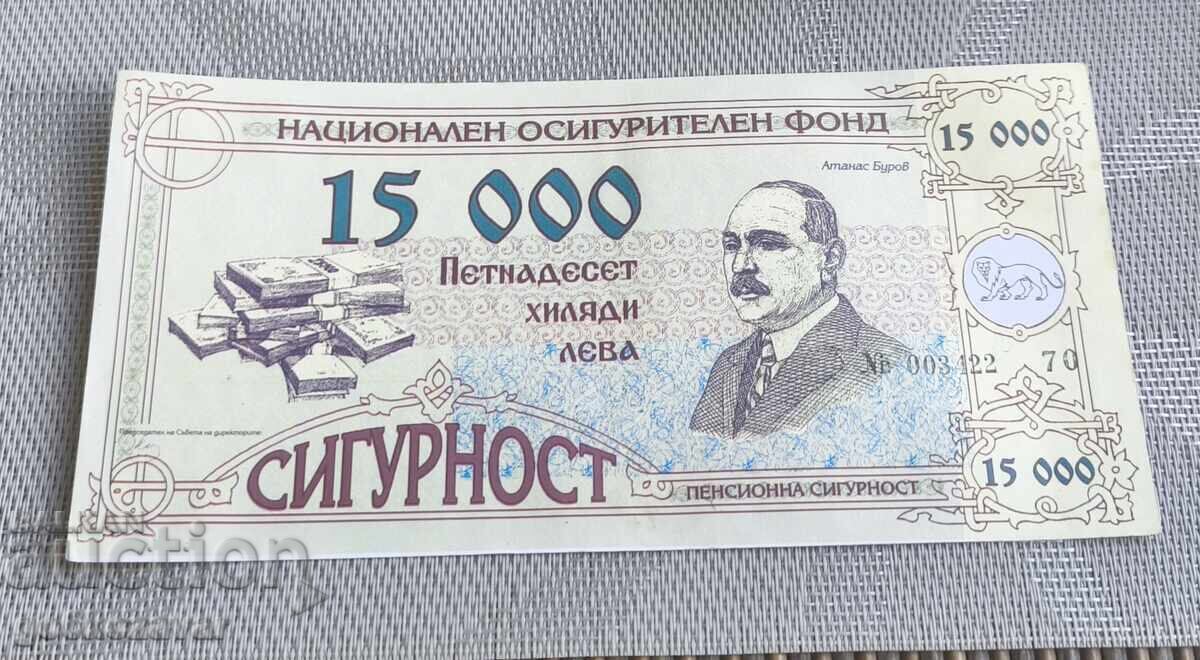 НАЦИОНАЛЕН ОСИГУРИТЕЛЕН ФОНД
15 000
15 000
Атанас Буров
Петнадесет
хиляди
лева
№ 003422 70
Председател на Съвета на директорите:
СИГУРНОСТ
ПЕНСИОННА СИГУРНОСТ
15 000
auction